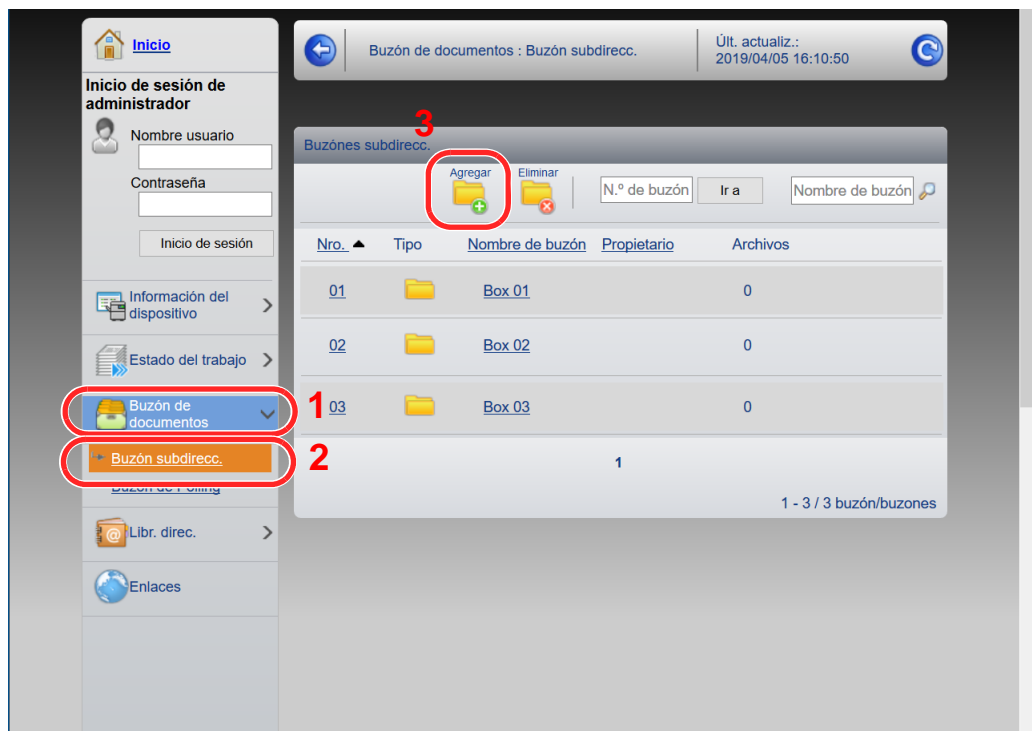 Inicio
Inicio de sesión de
administrador
Nombre usuario
Contraseña
Inicio de sesión
Información del
dispositivo
Estado del trabajo
Buzón de
documentos
1
Buzón subdirecc.
2
Buzón de Polling
Libr. direc.
Enlaces
Buzón de documentos : Buzón subdirecc.
Últ. actualiz.:
2019/04/05 16:10:50
3
Buzónes subdirecc.
Agregar Eliminar
N.º de buzón Ir a Nombre de buzón
Nro. Tipo Nombre de buzón Propietario Archivos
01 Box 01 0
02 Box 02 0
03 Box 03 0
1
1 - 3 / 3 buzón/buzones